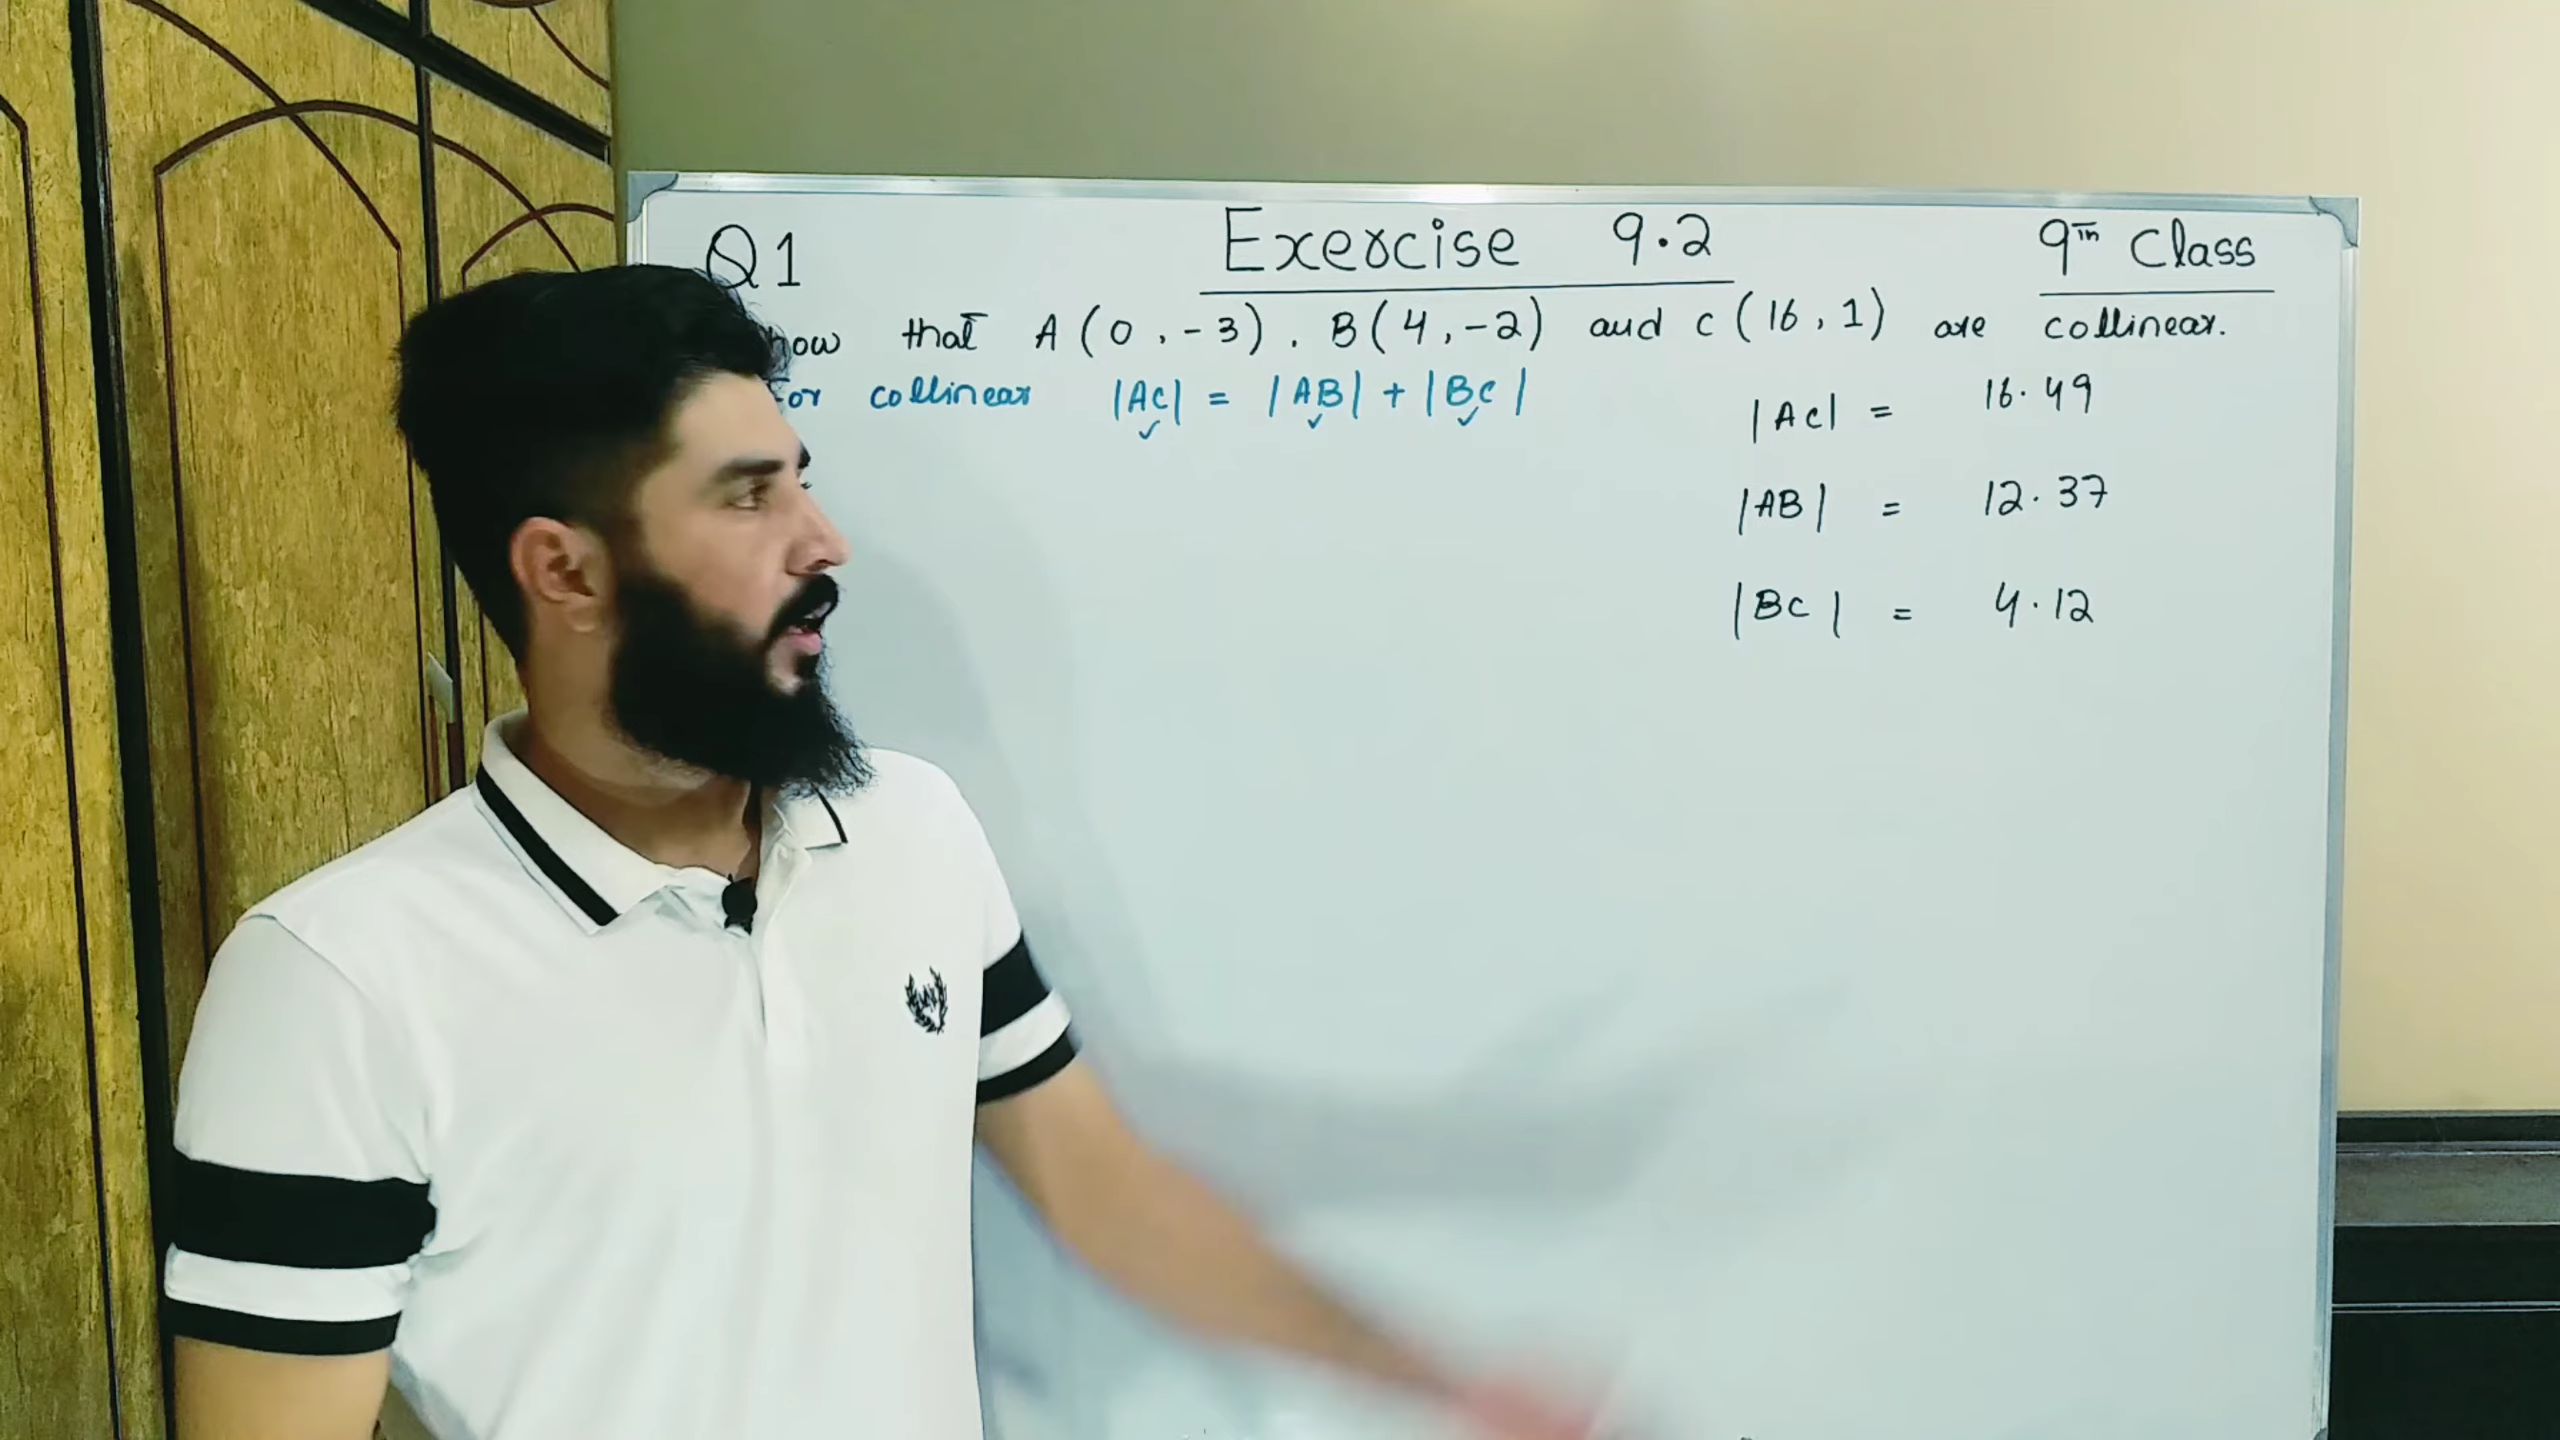 Q1 Exercise 9.2 9th Class
how that A(0,-3). B(4,-2) and C(16,1) are collinear.
For collinear |AC| = |AB| + |BC|
|AC| = 16.49
|AB| = 12.37
|BC| = 4.12